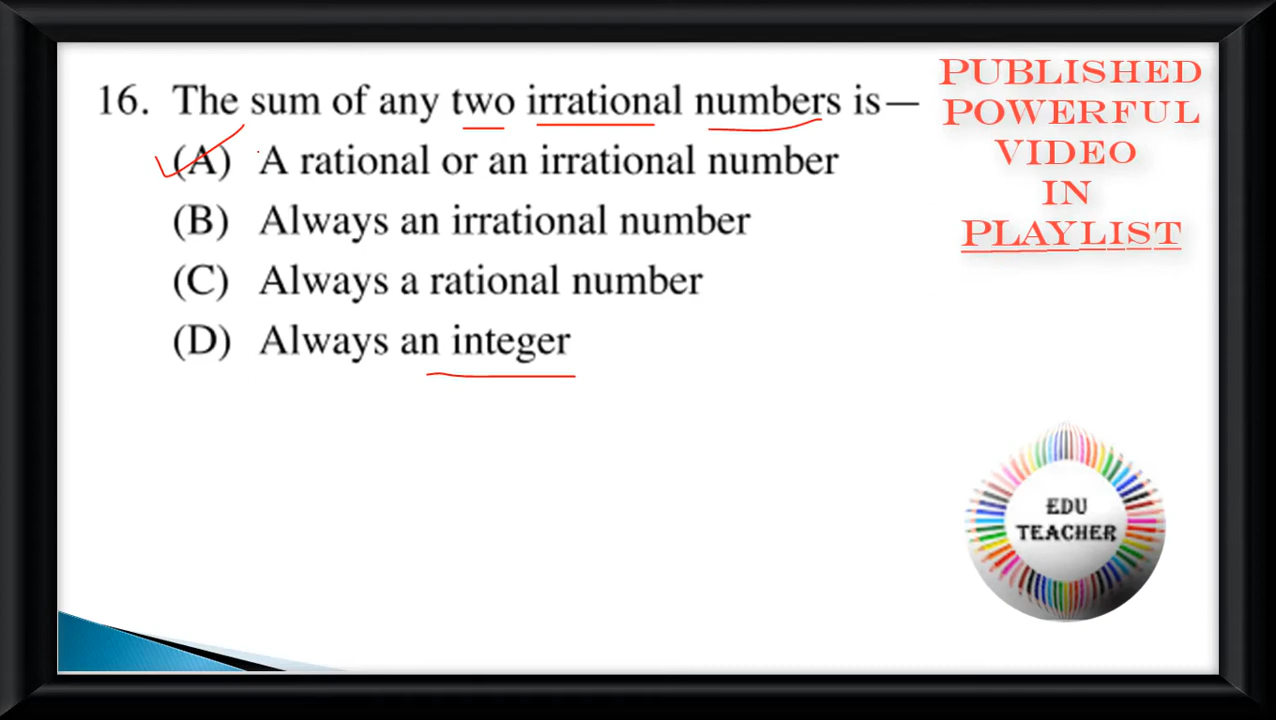 16. The sum of any two irrational numbers is—
(A) A rational or an irrational number
(B) Always an irrational number
(C) Always a rational number
(D) Always an integer
PUBLISHED
POWERFUL
VIDEO
IN
PLAYLIST
EDU
TEACHER